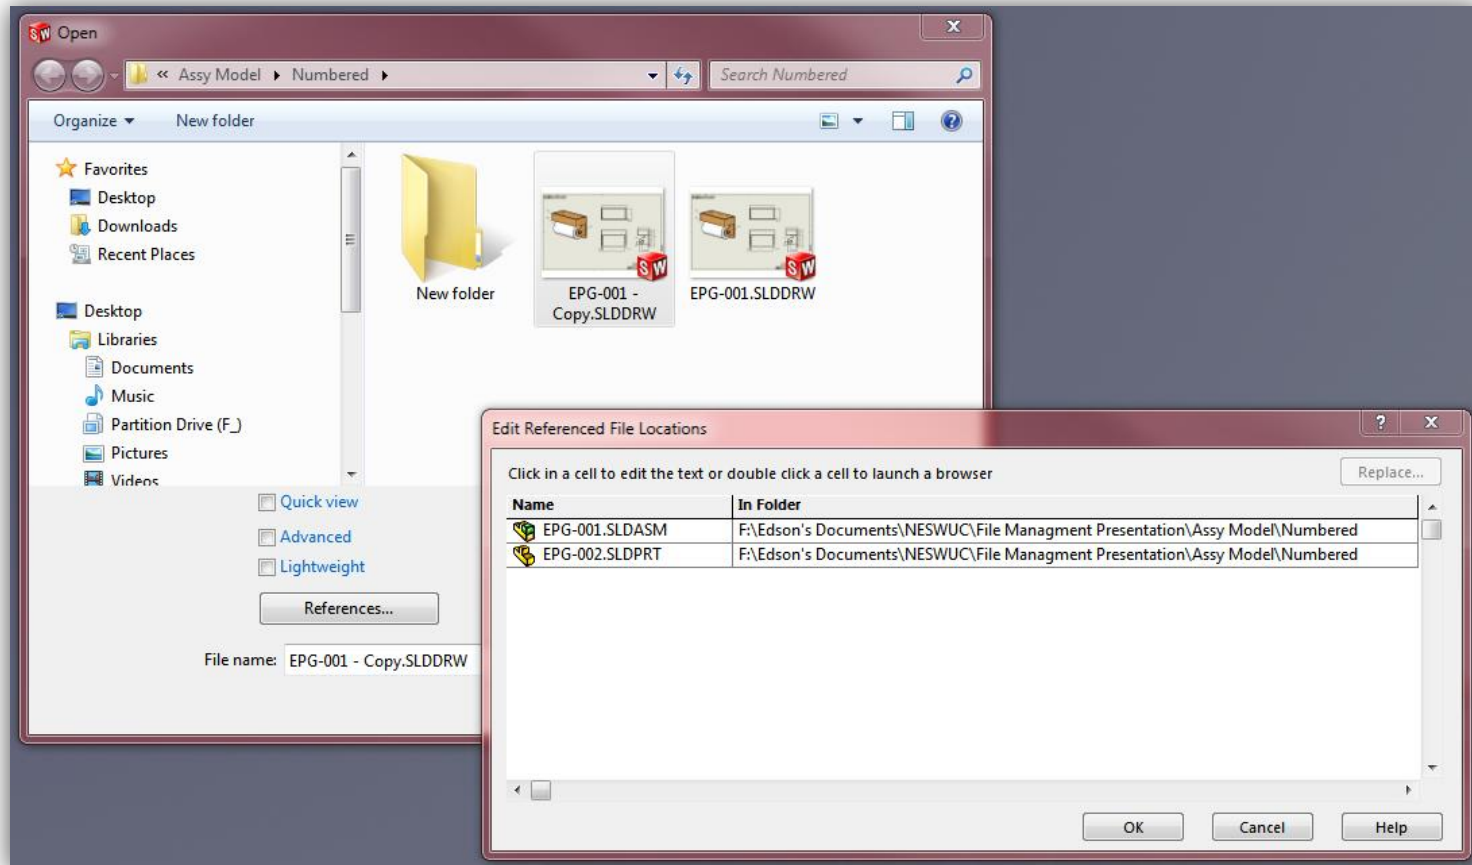 Open
« Assy Model ▸ Numbered ▸
Search Numbered
Organize ▾ New folder
Favorites
Desktop
Downloads
Recent Places
Desktop
Libraries
Documents
Music
Partition Drive (F_)
Pictures
Videos
New folder
EPG-001 -
Copy.SLDDRW
EPG-001.SLDDRW
SW
SW
Quick view
Advanced
Lightweight
References...
File name: EPG-001 - Copy.SLDDRW
Edit Referenced File Locations
Click in a cell to edit the text or double click a cell to launch a browser
Replace...
Name In Folder
EPG-001.SLDASM F:\Edson's Documents\NESWUC\File Managment Presentation\Assy Model\Numbered
EPG-002.SLDPRT F:\Edson's Documents\NESWUC\File Managment Presentation\Assy Model\Numbered
OK Cancel Help